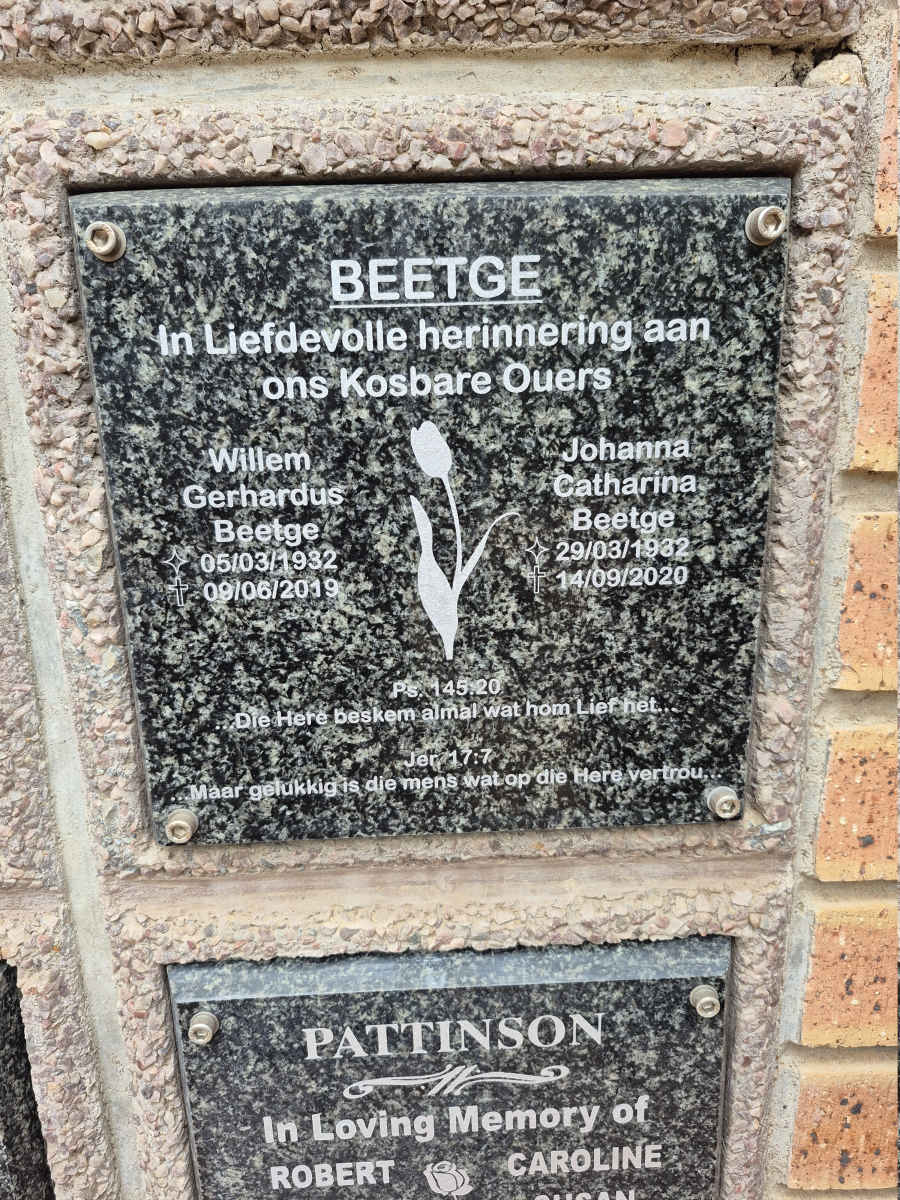 BEETGE
In Liefdevolle herinnering aan
ons Kosbare Ouers
Willem
Gerhardus
Beetge
05/03/1932
09/06/2019
Johanna
Catharina
Beetge
29/03/1932
14/09/2020
Ps. 145:20
...Die Here beskem almal wat hom Lief het...
Jer. 17:7
...Maar gelukkig is die mens wat op die Here vertrou...
PATTINSON
In Loving Memory of
ROBERT
CAROLINE
SUSAN